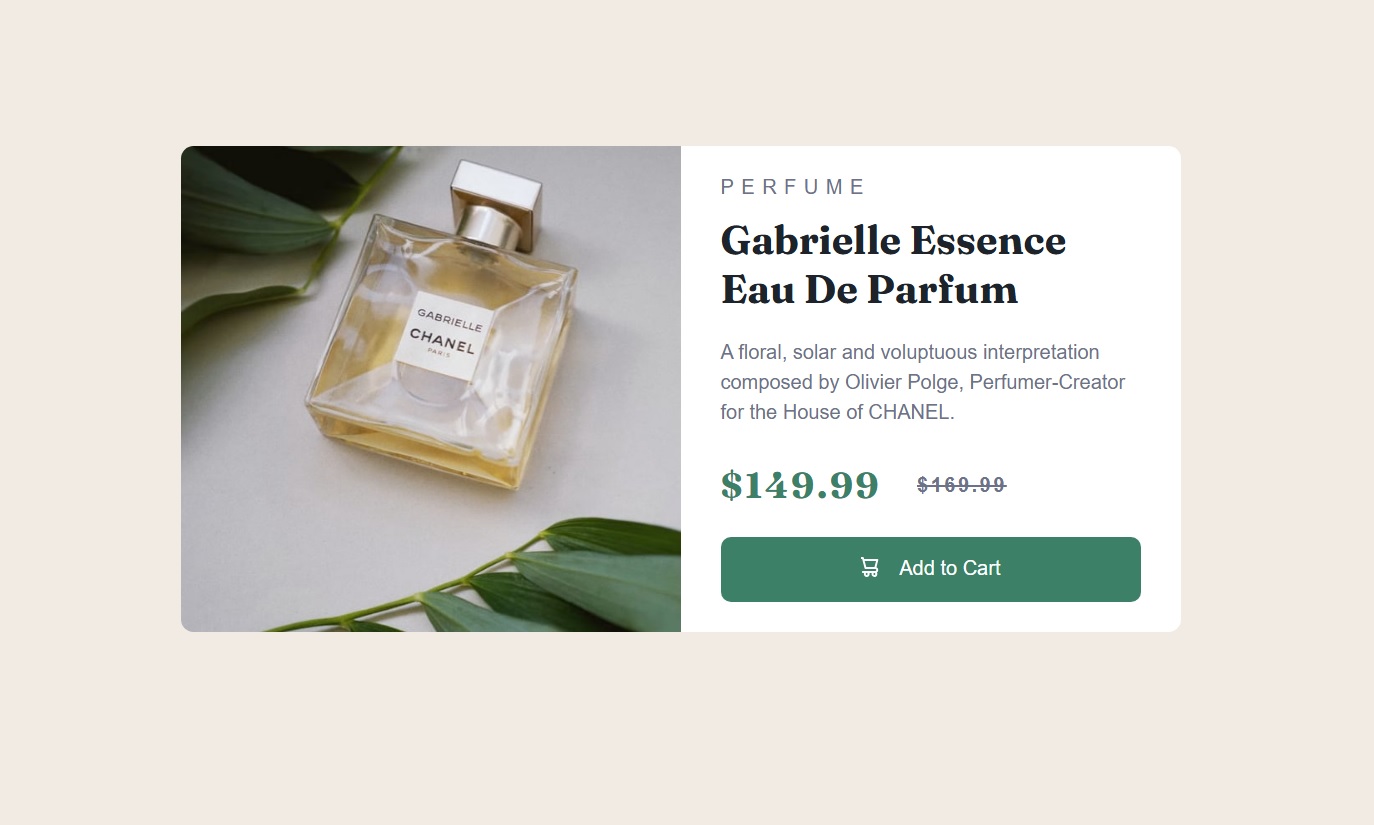 GABRIELLE
CHANEL
PARIS
PERFUME
Gabrielle Essence
Eau De Parfum
A floral, solar and voluptuous interpretation
composed by Olivier Polge, Perfumer-Creator
for the House of CHANEL.
$149.99 $169.99
Add to Cart